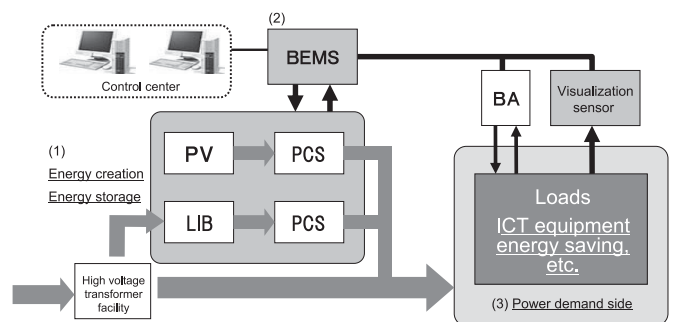 (2)
BEMS
Control center
BA
Visualization
sensor
(1)
Energy creation
Energy storage
PV
PCS
LIB
PCS
Loads
ICT equipment
energy saving,
etc.
High voltage
transformer
facility
(3) Power demand side